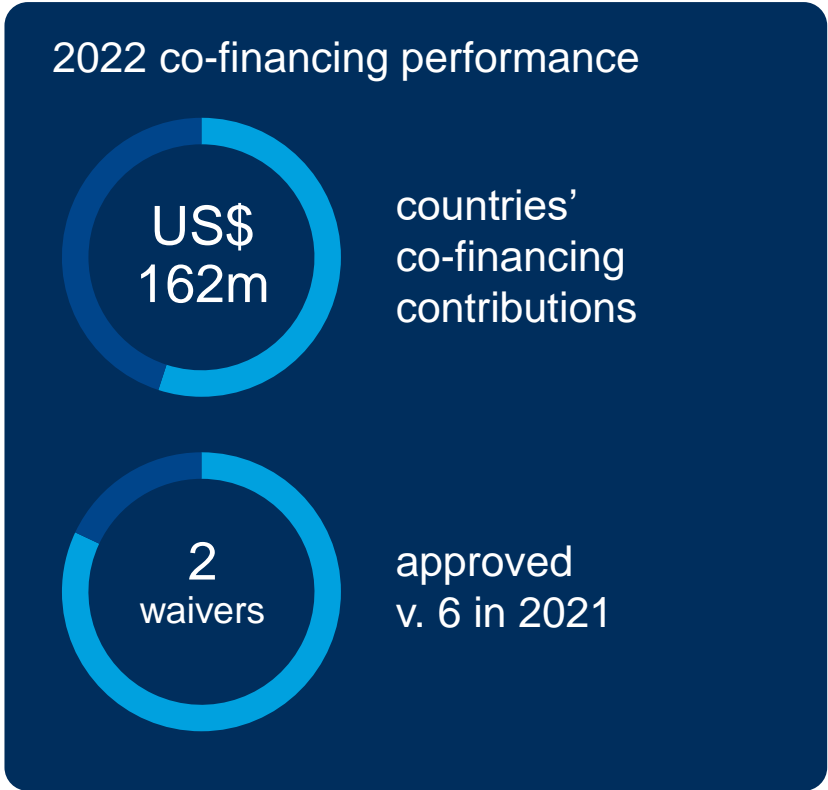 2022 co-financing performance
US$
162m
countries’
co-financing
contributions
2
waivers
approved
v. 6 in 2021